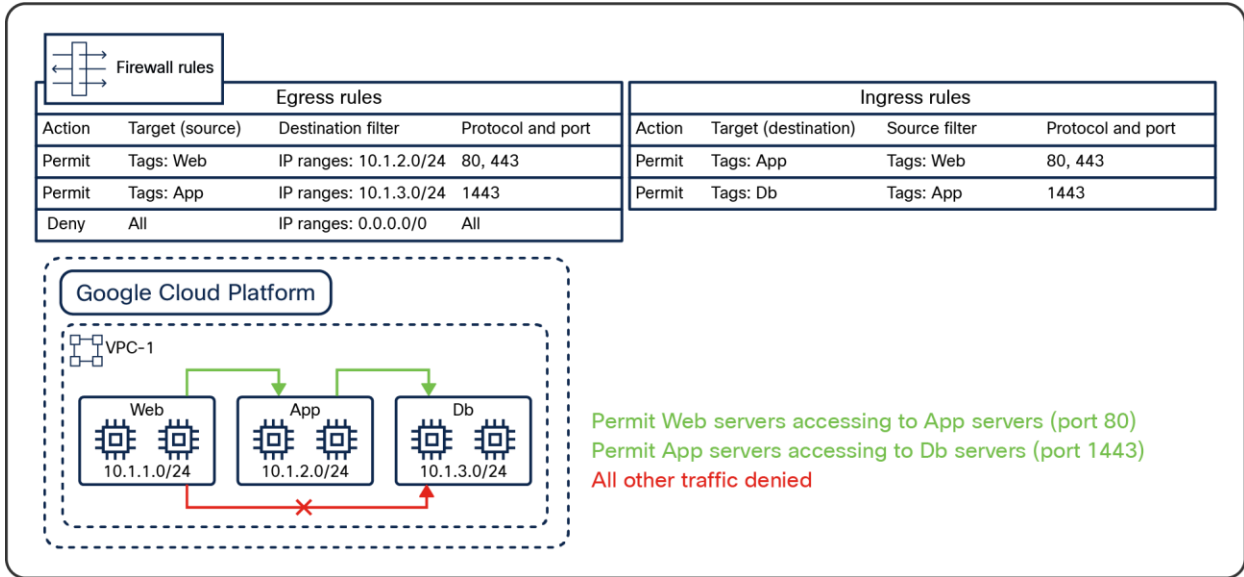 Firewall rules
Egress rules
Action Target (source) Destination filter Protocol and port
Permit Tags: Web IP ranges: 10.1.2.0/24 80, 443
Permit Tags: App IP ranges: 10.1.3.0/24 1443
Deny All IP ranges: 0.0.0.0/0 All
Ingress rules
Action Target (destination) Source filter Protocol and port
Permit Tags: App Tags: Web 80, 443
Permit Tags: Db Tags: App 1443
Google Cloud Platform
VPC-1
Web
10.1.1.0/24
App
10.1.2.0/24
Db
10.1.3.0/24
Permit Web servers accessing to App servers (port 80)
Permit App servers accessing to Db servers (port 1443)
All other traffic denied